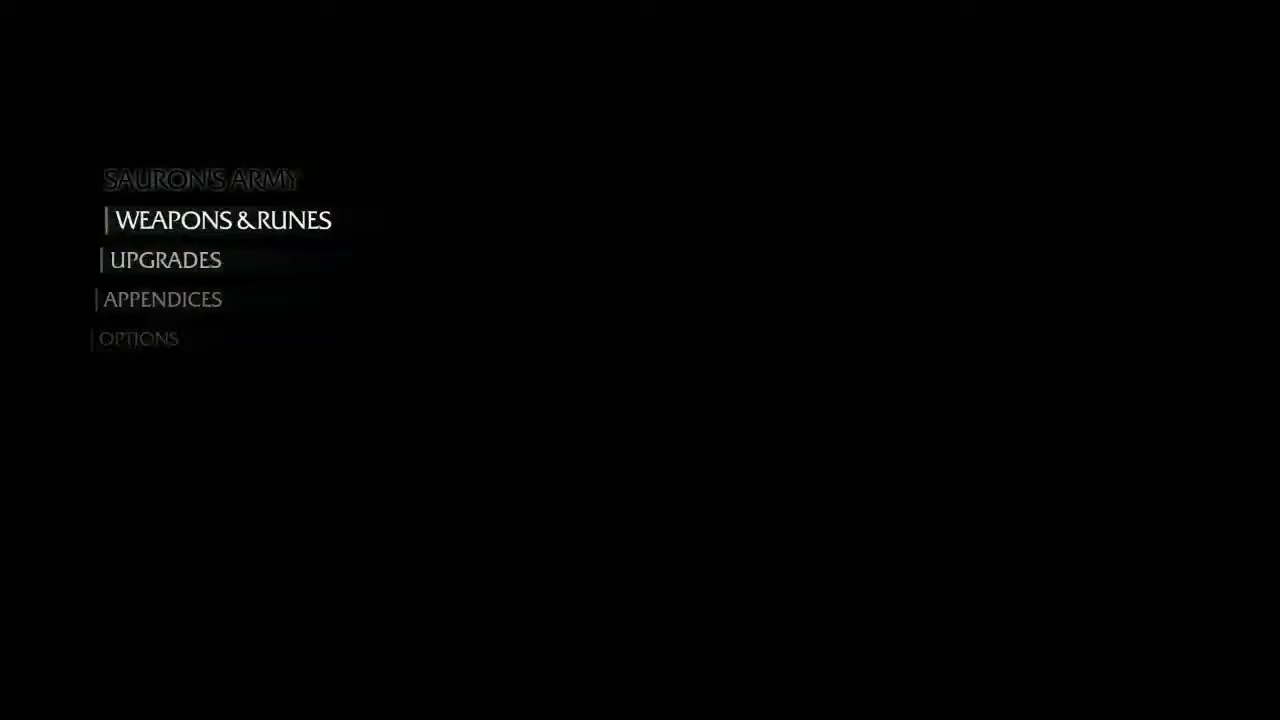 SAURON'S ARMY
WEAPONS & RUNES
UPGRADES
APPENDICES
OPTIONS